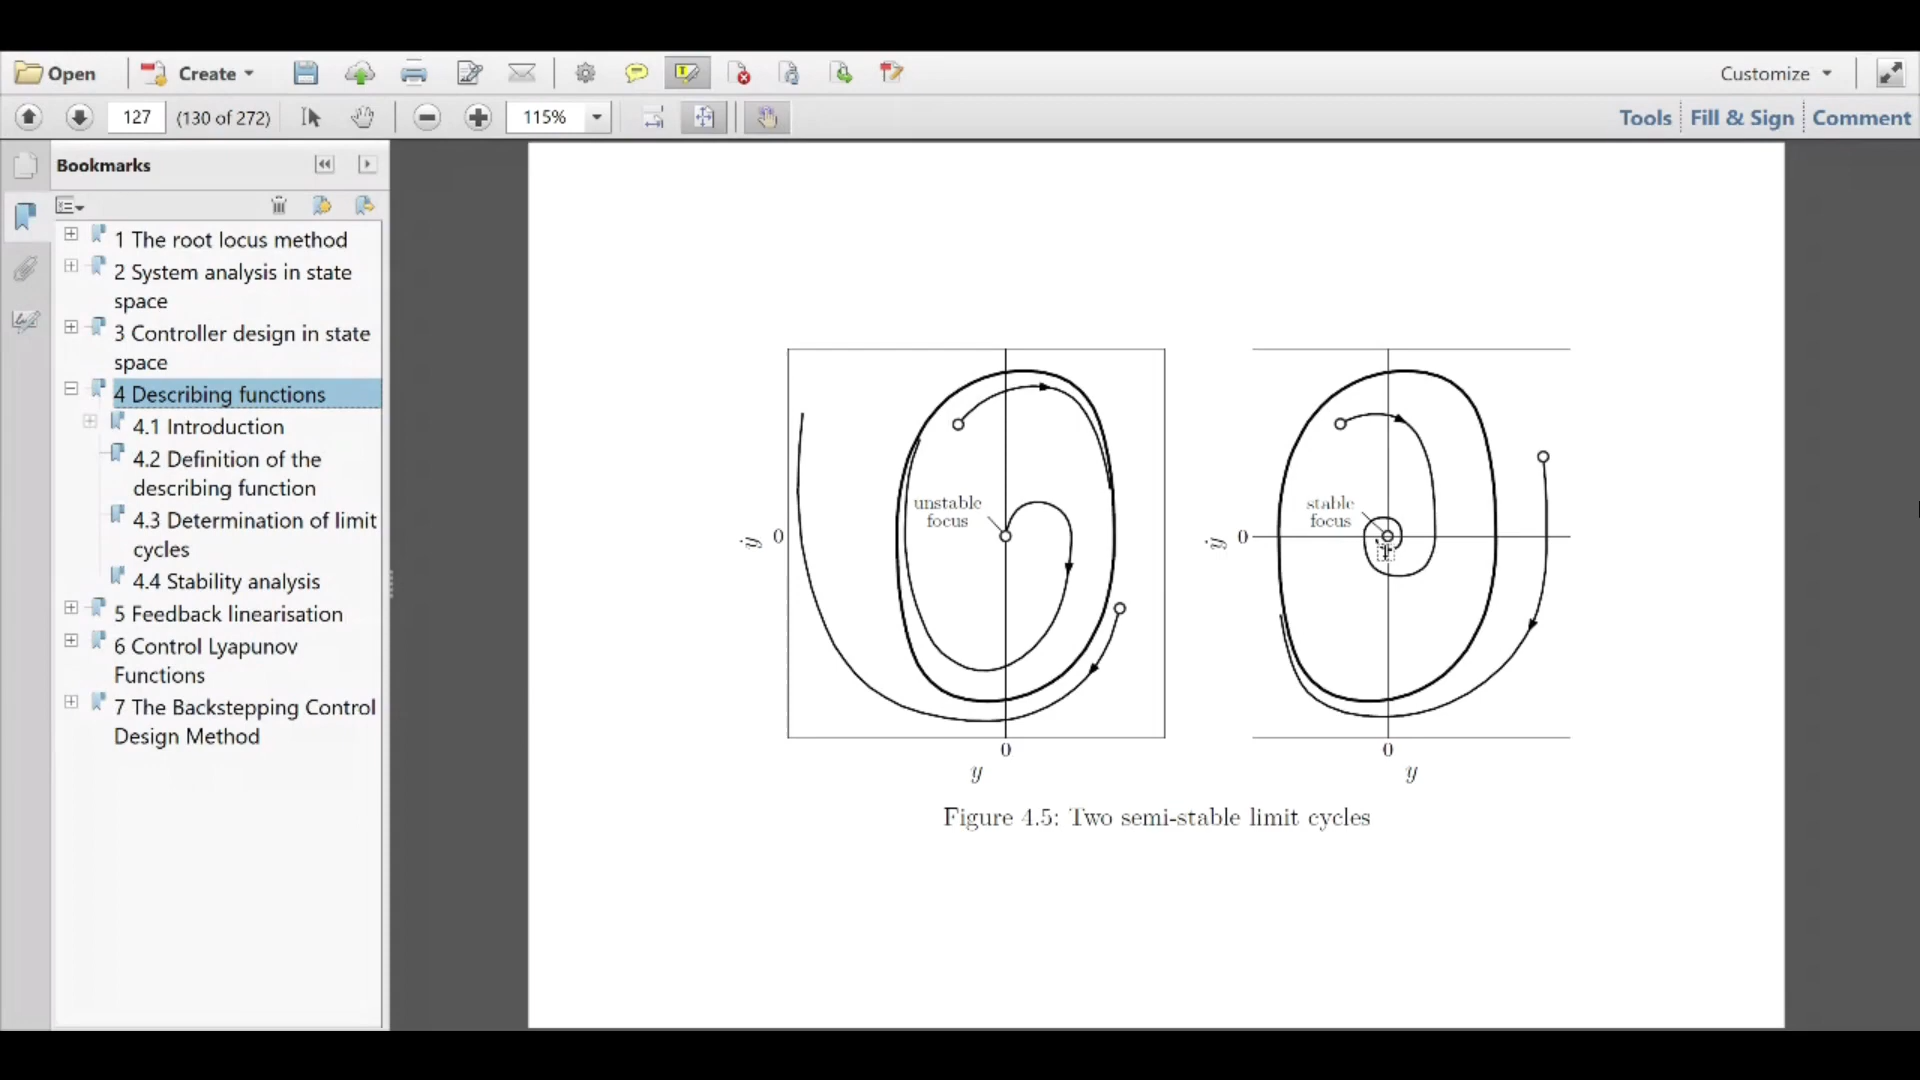 Open
Create
Customize
127
(130 of 272)
115%
Tools
Fill & Sign
Comment
Bookmarks
1 The root locus method
2 System analysis in state
space
3 Controller design in state
space
4 Describing functions
4.1 Introduction
4.2 Definition of the
describing function
4.3 Determination of limit
cycles
4.4 Stability analysis
5 Feedback linearisation
6 Control Lyapunov
Functions
7 The Backstepping Control
Design Method
unstable
focus
ẏ 0
0
y
stable
focus
ẏ 0
0
y
Figure 4.5: Two semi-stable limit cycles